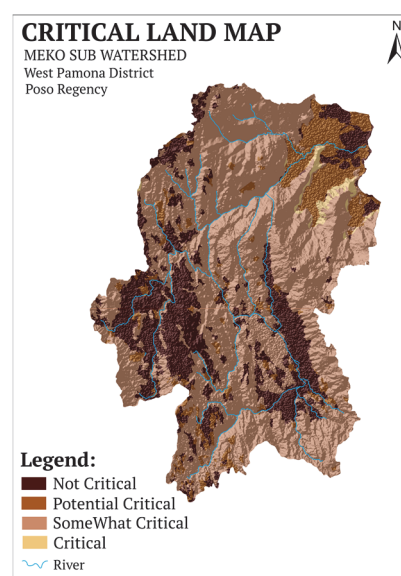 CRITICAL LAND MAP
MEKO SUB WATERSHED
West Pamona District
Poso Regency
N
Legend:
Not Critical
Potential Critical
SomeWhat Critical
Critical
River